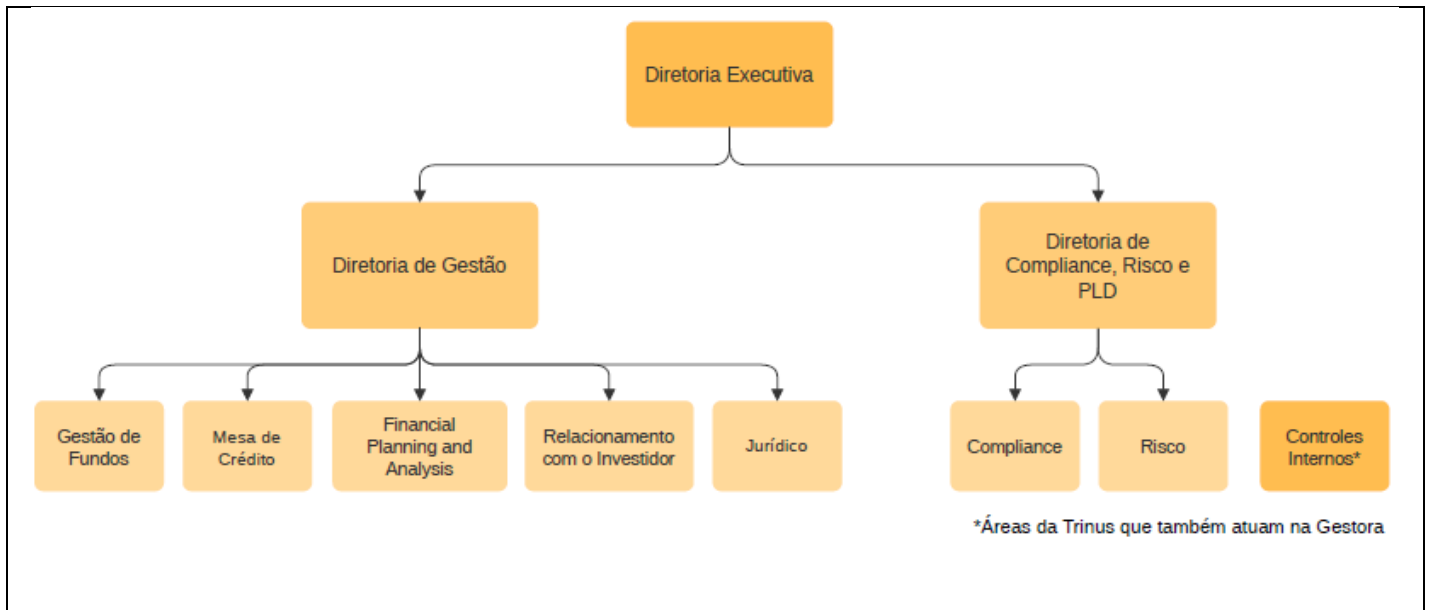 Diretoria Executiva
Diretoria de Gestão
Diretoria de
Compliance, Risco e
PLD
Gestão de
Fundos
Mesa de
Crédito
Financial
Planning and
Analysis
Relacionamento
com o Investidor
Jurídico
Compliance
Risco
Controles
Internos*
*Áreas da Trinus que também atuam na Gestora